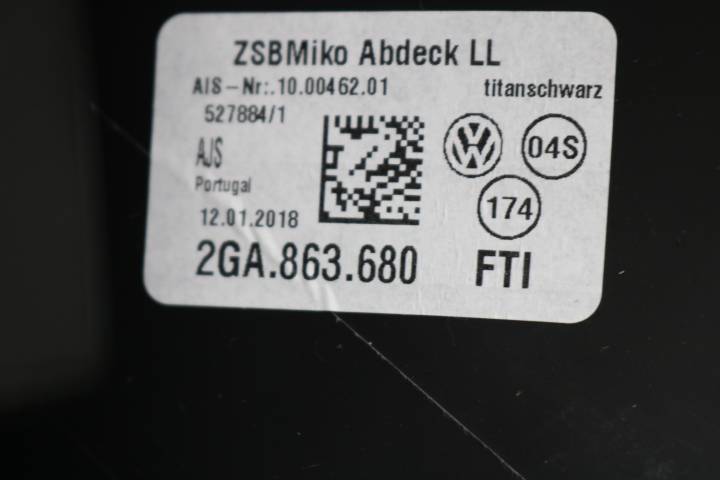 ZSBMiko Abdeck LL
AIS-Nr:.10.00462.01 titanschwarz
527884/1
AJS
Portugal
12.01.2018
04S
174
2GA.863.680 FTI